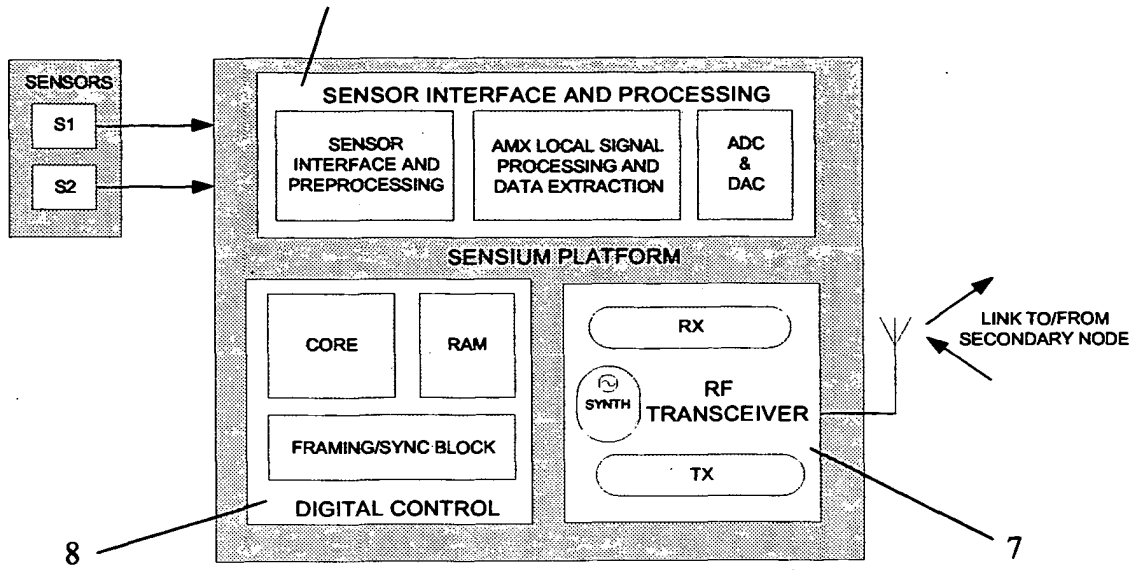 SENSORS
S1
S2
SENSOR INTERFACE AND PROCESSING
SENSOR
INTERFACE AND
PREPROCESSING
AMX LOCAL SIGNAL
PROCESSING AND
DATA EXTRACTION
ADC
&
DAC
SENSIUM PLATFORM
CORE
RAM
FRAMING/SYNC BLOCK
DIGITAL CONTROL
RX
SYNTH
RF
TRANSCEIVER
TX
LINK TO/FROM
SECONDARY NODE
8
7